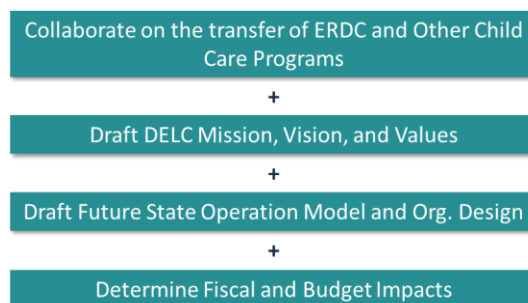 Collaborate on the transfer of ERDC and Other Child
Care Programs
+
Draft DELC Mission, Vision, and Values
+
Draft Future State Operation Model and Org. Design
+
Determine Fiscal and Budget Impacts